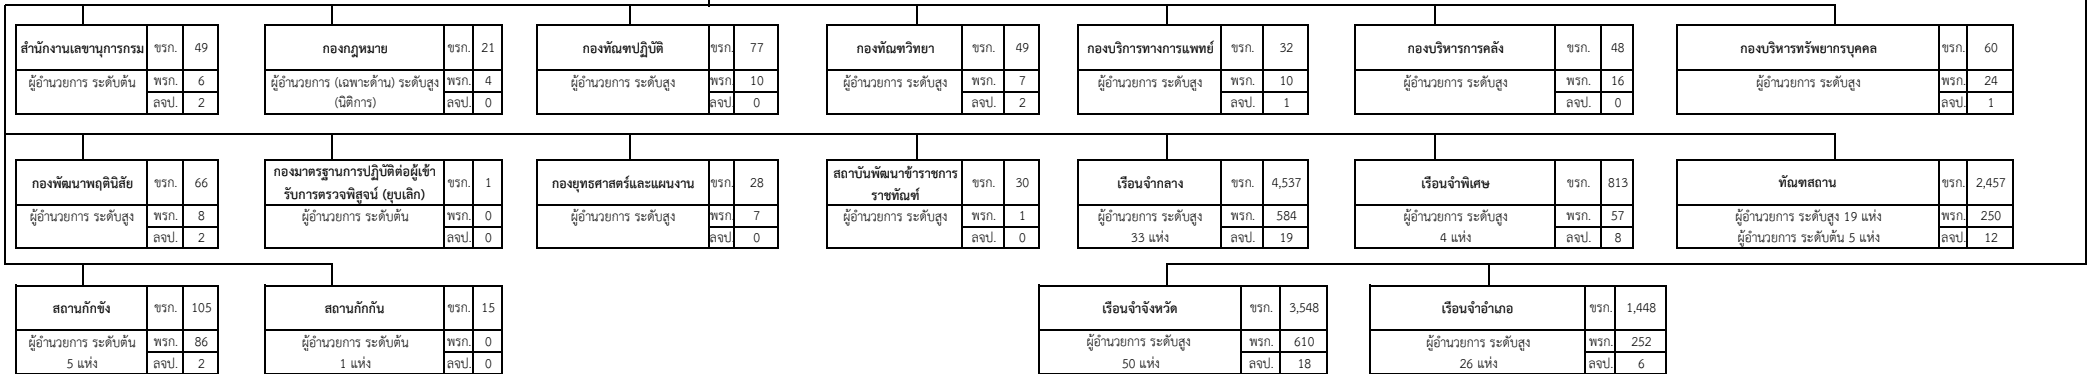 สำนักงานเลขานุการกรม ขรก. 49
ผู้อำนวยการ ระดับต้น พรก. 6
ลจป. 2
กองกฎหมาย ขรก. 21
ผู้อำนวยการ (เฉพาะด้าน) ระดับสูง พรก. 4
(นิติการ) ลจป. 0
กองทัณฑปฏิบัติ ขรก. 77
ผู้อำนวยการ ระดับสูง พรก. 10
ลจป. 0
กองทัณฑวิทยา ขรก. 49
ผู้อำนวยการ ระดับสูง พรก. 7
ลจป. 2
กองบริการทางการแพทย์ ขรก. 32
ผู้อำนวยการ ระดับสูง พรก. 10
ลจป. 1
กองบริหารการคลัง ขรก. 48
ผู้อำนวยการ ระดับสูง พรก. 16
ลจป. 0
กองบริหารทรัพยากรบุคคล ขรก. 60
ผู้อำนวยการ ระดับสูง พรก. 24
ลจป. 1
กองพัฒนาพฤตินิสัย ขรก. 66
ผู้อำนวยการ ระดับสูง พรก. 8
ลจป. 2
กองมาตรฐานการปฏิบัติต่อผู้เข้า
รับการตรวจพิสูจน์ (ยุบเลิก) ขรก. 1
ผู้อำนวยการ ระดับต้น พรก. 0
ลจป. 0
กองยุทธศาสตร์และแผนงาน ขรก. 28
ผู้อำนวยการ ระดับสูง พรก. 7
ลจป. 0
สถาบันพัฒนาข้าราชการ
ราชทัณฑ์ ขรก. 30
ผู้อำนวยการ ระดับสูง พรก. 1
ลจป. 0
เรือนจำกลาง ขรก. 4,537
ผู้อำนวยการ ระดับสูง พรก. 584
33 แห่ง ลจป. 19
เรือนจำพิเศษ ขรก. 813
ผู้อำนวยการ ระดับสูง พรก. 57
4 แห่ง ลจป. 8
ทัณฑสถาน ขรก. 2,457
ผู้อำนวยการ ระดับสูง 19 แห่ง พรก. 250
ผู้อำนวยการ ระดับต้น 5 แห่ง ลจป. 12
สถานกักขัง ขรก. 105
ผู้อำนวยการ ระดับต้น พรก. 86
5 แห่ง ลจป. 2
สถานกักกัน ขรก. 15
ผู้อำนวยการ ระดับต้น พรก. 0
1 แห่ง ลจป. 0
เรือนจำจังหวัด ขรก. 3,548
ผู้อำนวยการ ระดับสูง พรก. 610
50 แห่ง ลจป. 18
เรือนจำอำเภอ ขรก. 1,448
ผู้อำนวยการ ระดับสูง พรก. 252
26 แห่ง ลจป. 6